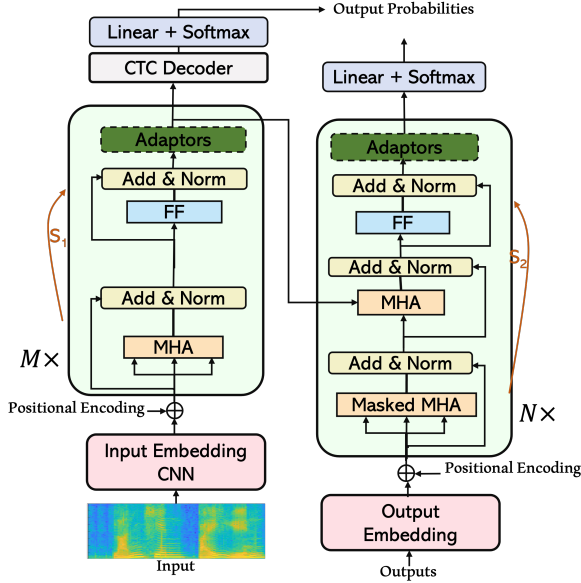 Output Probabilities
Linear + Softmax
CTC Decoder
Adaptors
Add & Norm
FF
S1
Add & Norm
MHA
M×
Positional Encoding
Input Embedding
CNN
Input
Linear + Softmax
Adaptors
Add & Norm
FF
S2
Add & Norm
MHA
Add & Norm
Masked MHA
N×
Positional Encoding
Output
Embedding
Outputs